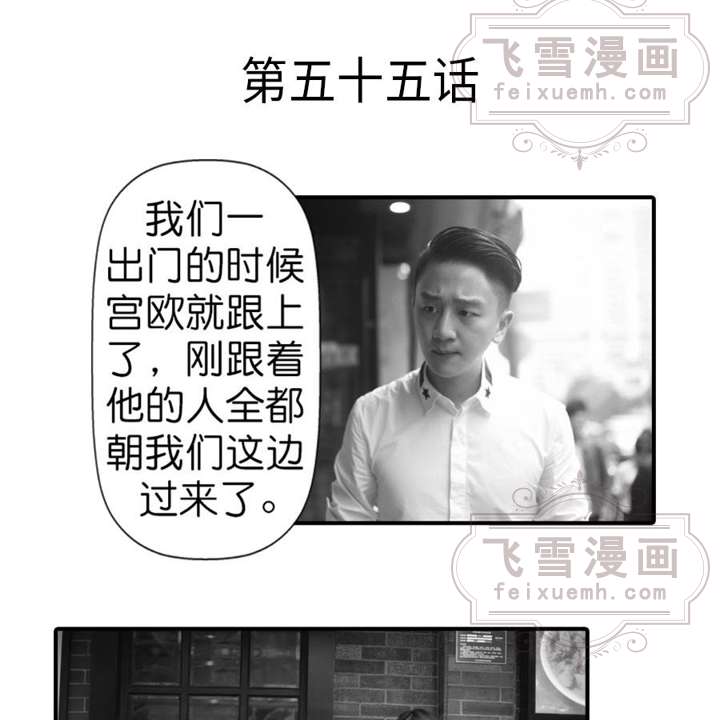 飞雪漫画
feixuemh.com
第五十五话
我们一
出门的时候
宫欧就跟上
了，刚跟着
他的人全都
朝我们这边
过来了。
飞雪漫画
feixuemh.com